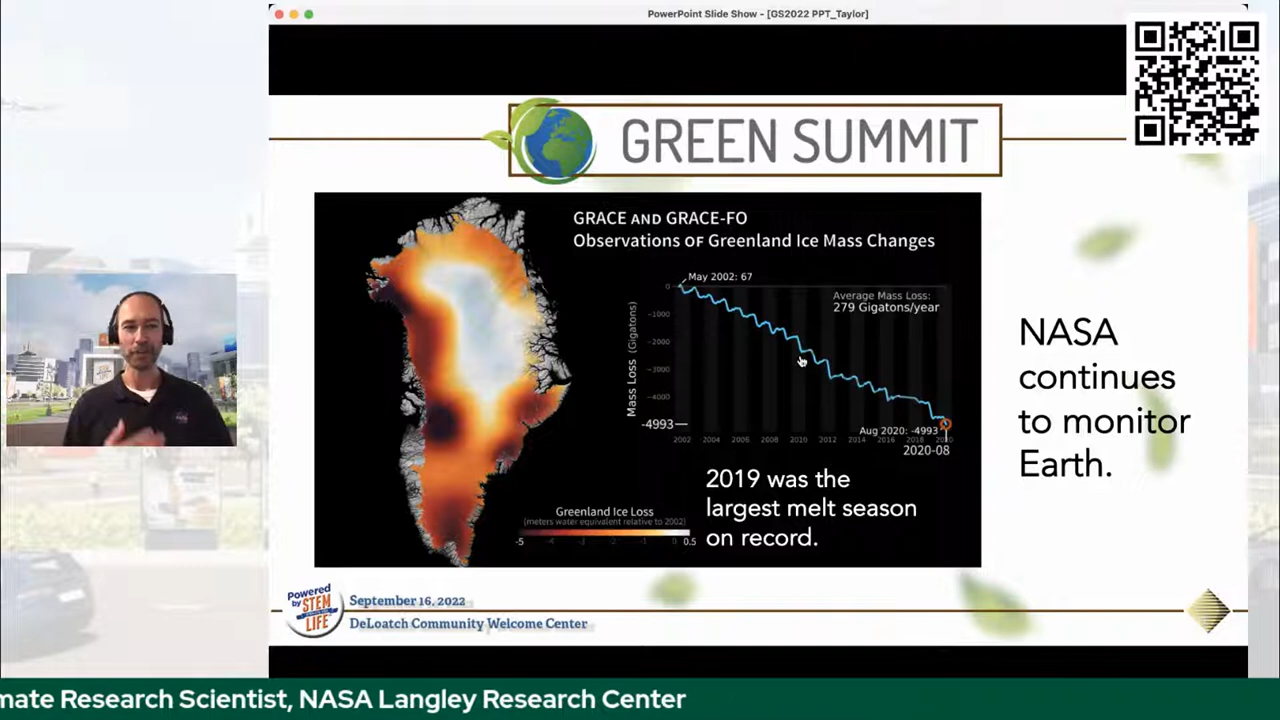 PowerPoint Slide Show - [GS2022 PPT_Taylor]
GREEN SUMMIT
GRACE AND GRACE-FO
Observations OF Greenland Ice Mass Changes
May 2002: 67
Average Mass Loss:
279 Gigatons/year
Mass Loss (Gigatons)
0
-1000
-2000
-3000
-4000
-4993
Aug 2020: -4993
2002 2004 2006 2008 2010 2012 2014 2016 2018 2020
2020-08
2019 was the
largest melt season
on record.
Greenland Ice Loss
(meters water equivalent relative to 2002)
-5 -4 -3 -2 -1 0 0.5
NASA
continues
to monitor
Earth.
Powered
by STEM
LIFE
September 16, 2022
DeLoatch Community Welcome Center
mate Research Scientist, NASA Langley Research Center